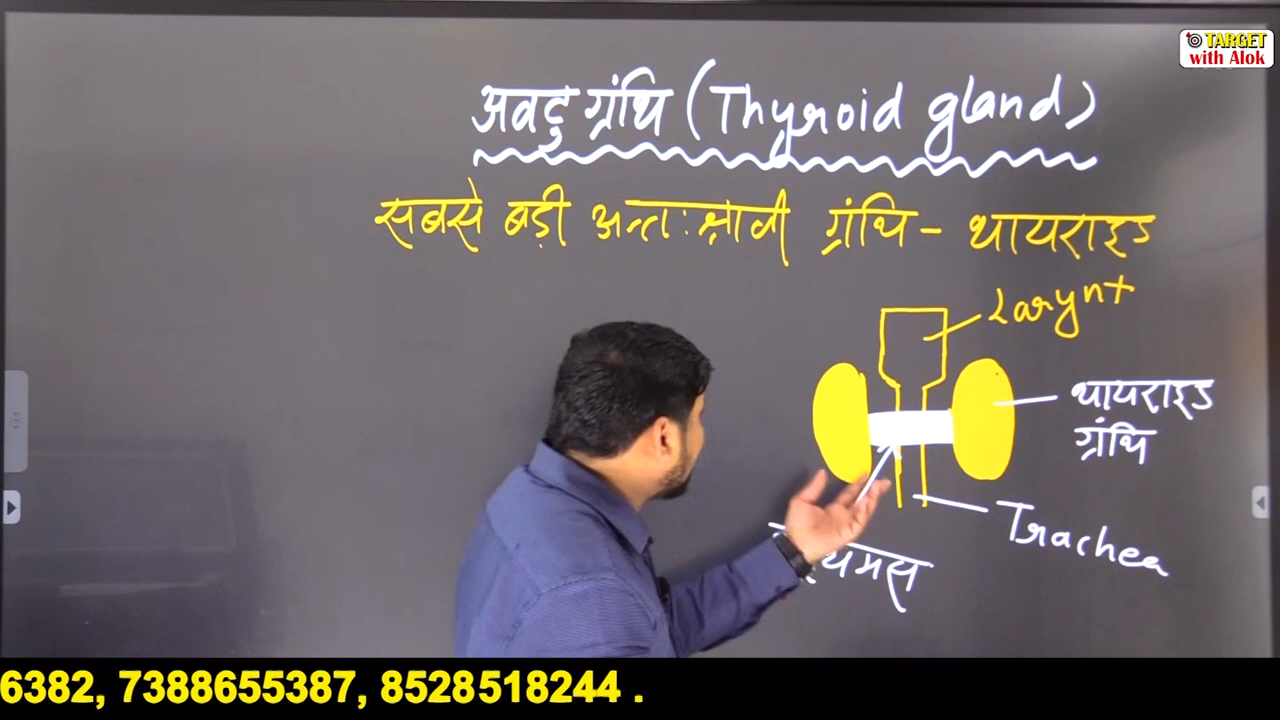 TARGET
with Alok
अवटु ग्रंथि (Thyroid gland)
सबसे बड़ी अन्तःस्रावी ग्रंथि - थायराइड
Larynx
थायराइड
ग्रंथि
Trachea
6382, 7388655387, 8528518244 .